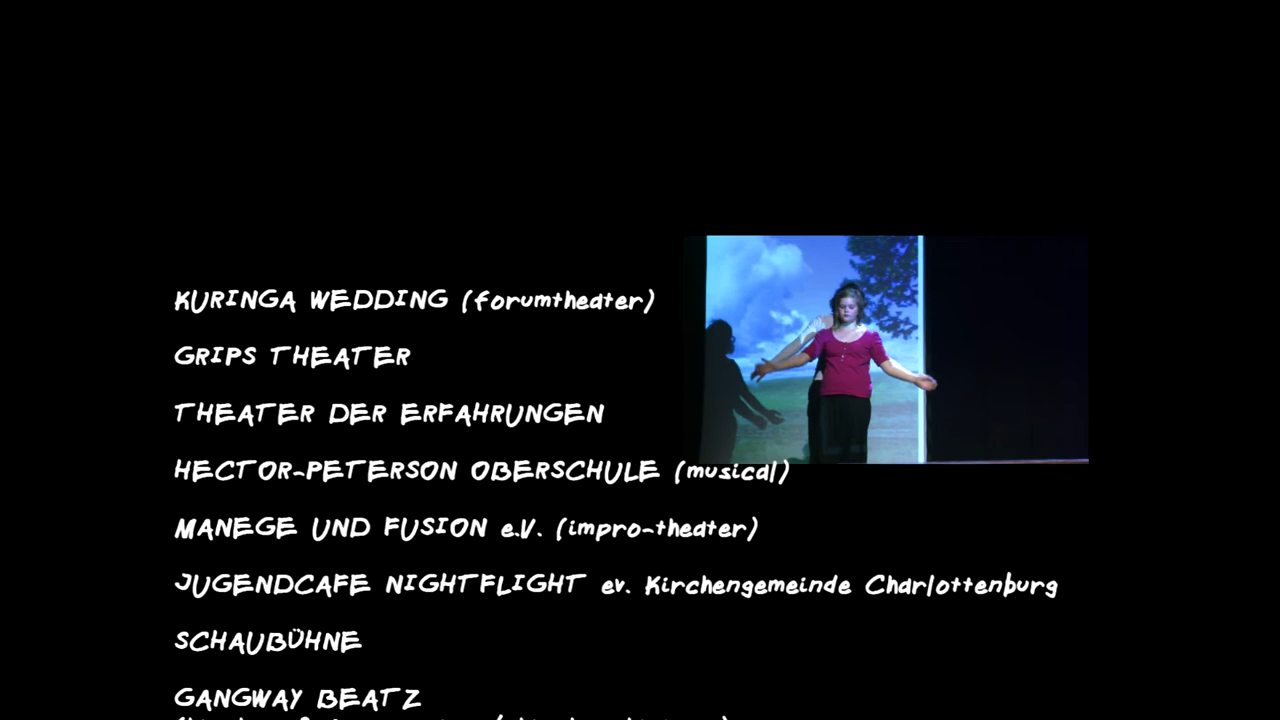 KURINGA WEDDING (forumtheater)
GRIPS THEATER
THEATER DER ERFAHRUNGEN
HECTOR-PETERSON OBERSCHULE (musical)
MANEGE UND FUSION e.V. (impro-theater)
JUGENDCAFE NIGHTFLIGHT ev. Kirchengemeinde Charlottenburg
SCHAUBÜHNE
GANGWAY BEATZ